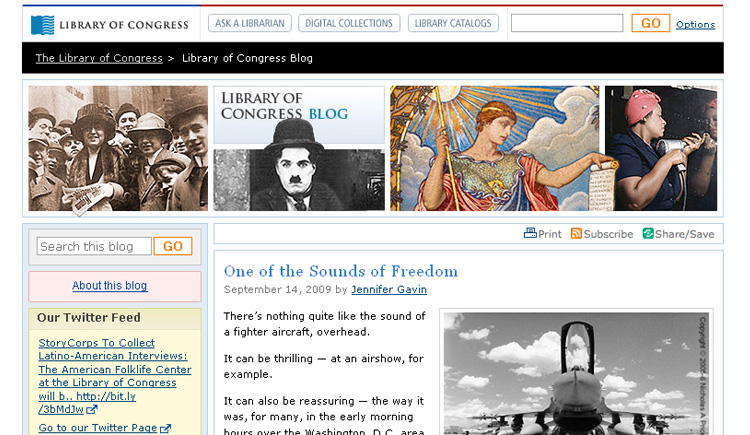 LIBRARY OF CONGRESS
ASK A LIBRARIAN
DIGITAL COLLECTIONS
LIBRARY CATALOGS
GO
Options
The Library of Congress > Library of Congress Blog
LIBRARY OF
CONGRESS BLOG
Print
Subscribe
Share/Save
Search this blog
GO
About this blog
Our Twitter Feed
StoryCorps To Collect
Latino-American Interviews:
The American Folklife Center
at the Library of Congress
will b.. http://bit.ly
/3bMdJw
Go to our Twitter Page
One of the Sounds of Freedom
September 14, 2009 by Jennifer Gavin
There’s nothing quite like the sound of
a fighter aircraft, overhead.
It can be thrilling — at an airshow, for
example.
It can also be reassuring — the way it
was, for many, in the early morning
hours over the Washington, D.C. area
Copyright © 2005-6 Nicholas A